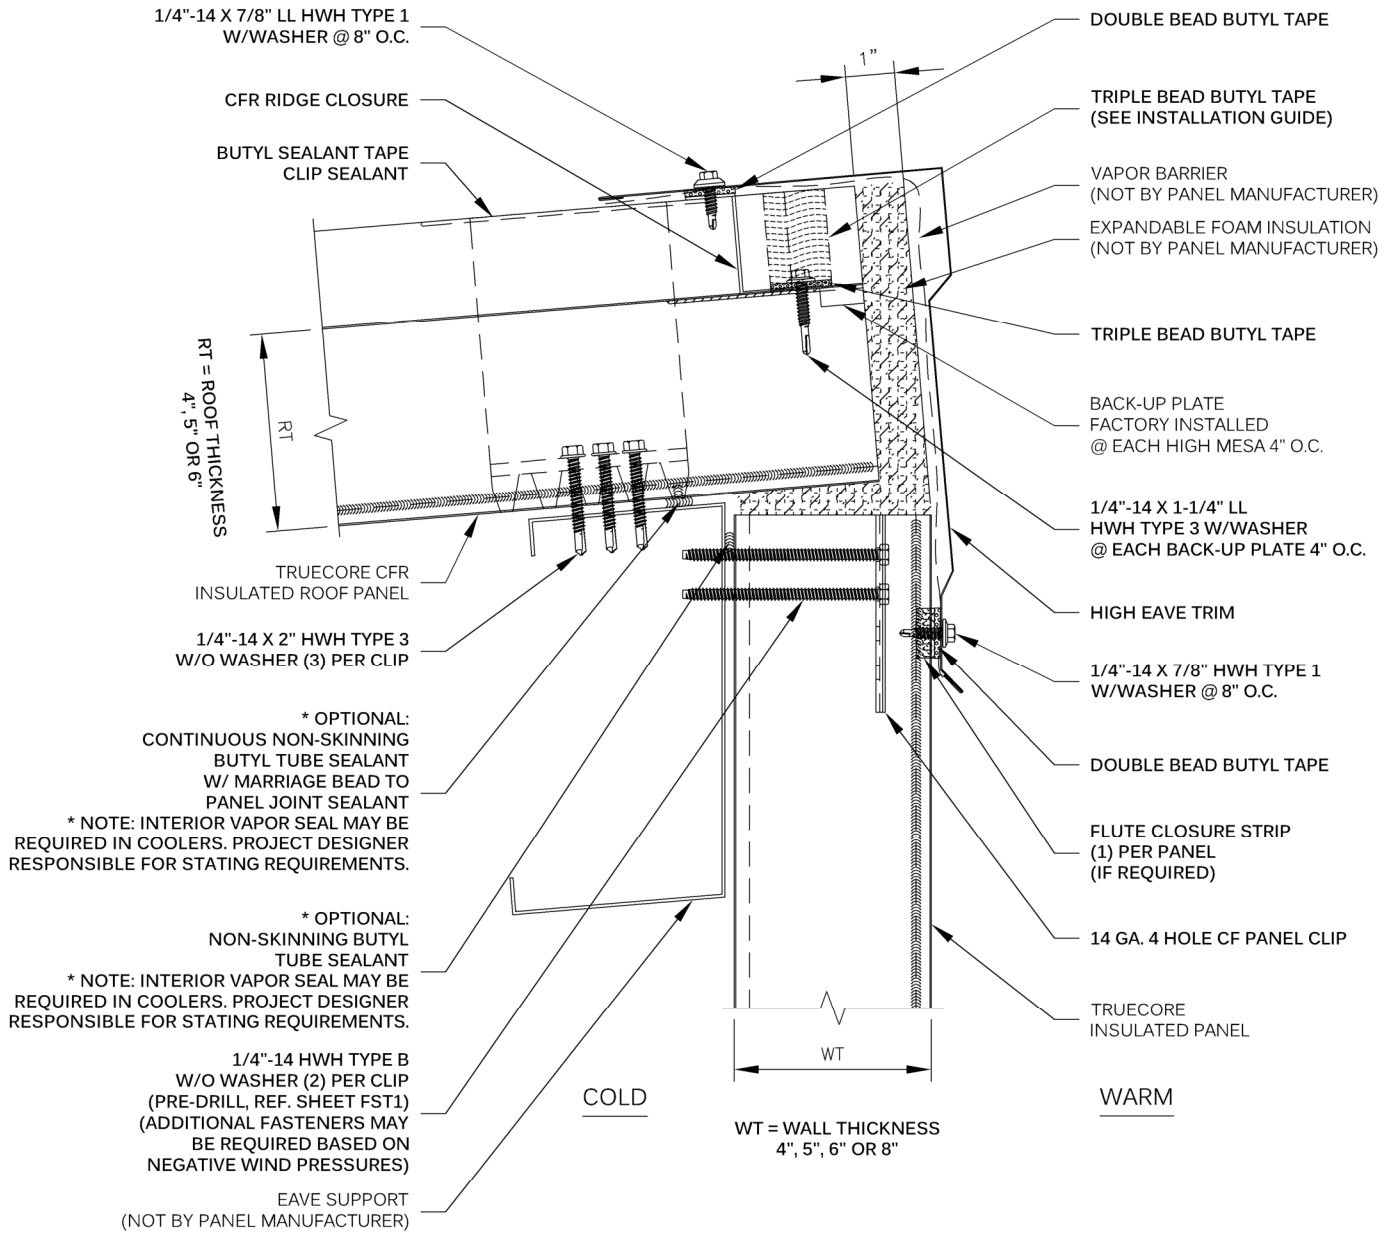 1/4"-14 X 7/8" LL HWH TYPE 1
W/WASHER @ 8" O.C.
CFR RIDGE CLOSURE
BUTYL SEALANT TAPE
CLIP SEALANT
RT = ROOF THICKNESS
4", 5" OR 6"
RT
TRUECORE CFR
INSULATED ROOF PANEL
1/4"-14 X 2" HWH TYPE 3
W/O WASHER (3) PER CLIP
* OPTIONAL:
CONTINUOUS NON-SKINNING
BUTYL TUBE SEALANT
W/ MARRIAGE BEAD TO
PANEL JOINT SEALANT
* NOTE: INTERIOR VAPOR SEAL MAY BE
REQUIRED IN COOLERS. PROJECT DESIGNER
RESPONSIBLE FOR STATING REQUIREMENTS.
* OPTIONAL:
NON-SKINNING BUTYL
TUBE SEALANT
* NOTE: INTERIOR VAPOR SEAL MAY BE
REQUIRED IN COOLERS. PROJECT DESIGNER
RESPONSIBLE FOR STATING REQUIREMENTS.
1/4"-14 HWH TYPE B
W/O WASHER (2) PER CLIP
(PRE-DRILL, REF. SHEET FST1)
(ADDITIONAL FASTENERS MAY
BE REQUIRED BASED ON
NEGATIVE WIND PRESSURES)
EAVE SUPPORT
(NOT BY PANEL MANUFACTURER)
1"
DOUBLE BEAD BUTYL TAPE
TRIPLE BEAD BUTYL TAPE
(SEE INSTALLATION GUIDE)
VAPOR BARRIER
(NOT BY PANEL MANUFACTURER)
EXPANDABLE FOAM INSULATION
(NOT BY PANEL MANUFACTURER)
TRIPLE BEAD BUTYL TAPE
BACK-UP PLATE
FACTORY INSTALLED
@ EACH HIGH MESA 4" O.C.
1/4"-14 X 1-1/4" LL
HWH TYPE 3 W/WASHER
@ EACH BACK-UP PLATE 4" O.C.
HIGH EAVE TRIM
1/4"-14 X 7/8" HWH TYPE 1
W/WASHER @ 8" O.C.
DOUBLE BEAD BUTYL TAPE
FLUTE CLOSURE STRIP
(1) PER PANEL
(IF REQUIRED)
14 GA. 4 HOLE CF PANEL CLIP
TRUECORE
INSULATED PANEL
WT
COLD
WARM
WT = WALL THICKNESS
4", 5", 6" OR 8"